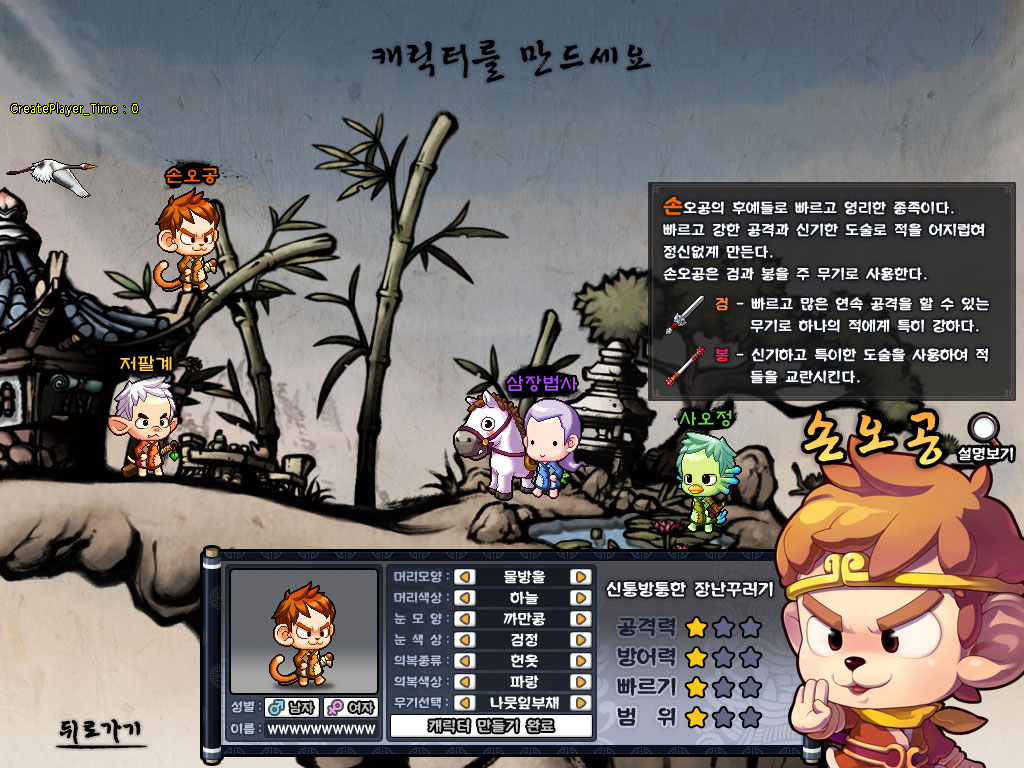 캐릭터를 만드세요
CreatePlayer_Time : 0
손오공
손오공의 후예들로 빠르고 영리한 종족이다.
빠르고 강한 공격과 신기한 도술로 적을 어지럽혀
정신없게 만든다.
손오공은 검과 봉을 주 무기로 사용한다.
검 - 빠르고 많은 연속 공격을 할 수 있는
무기로 하나의 적에게 특히 강하다.
봉 - 신기하고 특이한 도술을 사용하여 적
들을 교란시킨다.
저팔계
삼장법사
사오정
손오공
설명보기
머리모양 : 물방울
머리색상 : 하늘
눈 모 양 : 까만콩
눈 색 상 : 검정
의복종류 : 헌옷
의복색상 : 파랑
무기선택 : 나뭇잎부채
캐릭터 만들기 완료
성별 : 남자 여자
이름 : wwwwwwwwwww
신통방통한 장난꾸러기
공격력
방어력
빠르기
범 위
뒤로가기